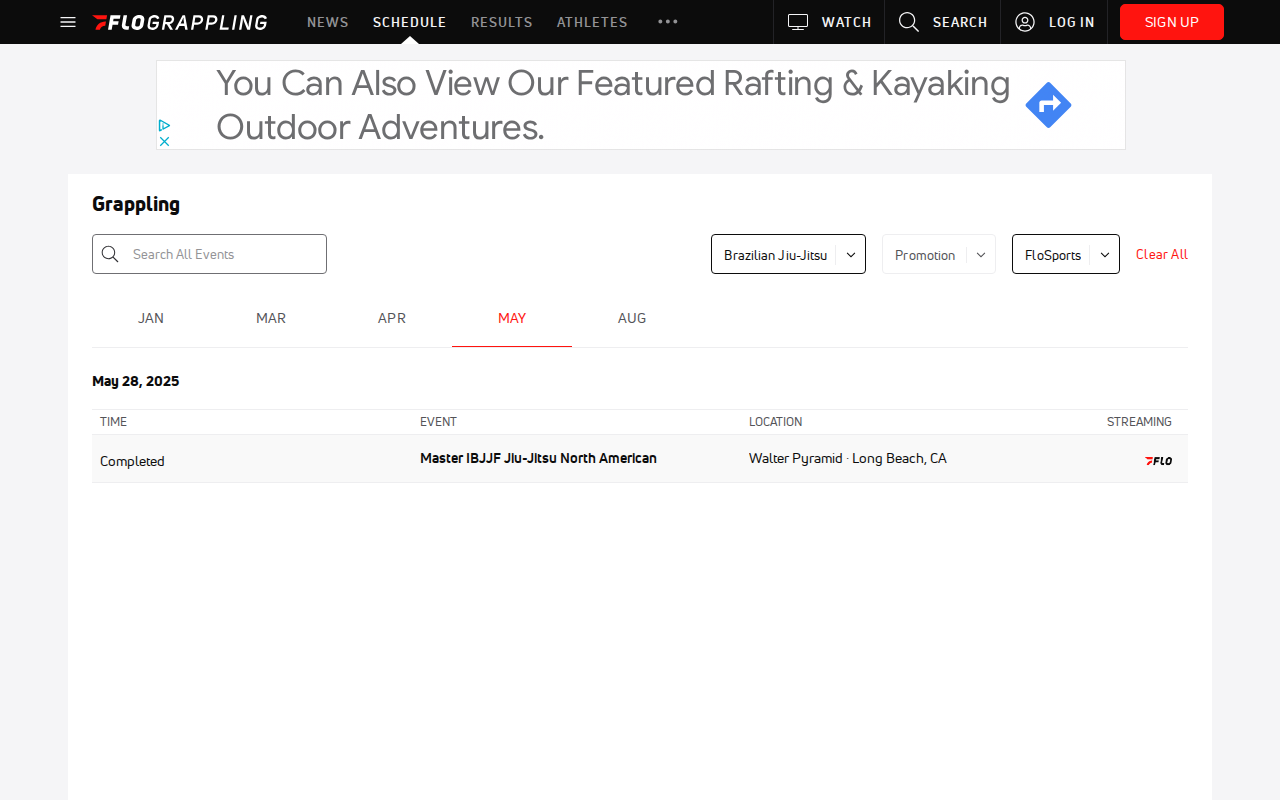 FLOGRAPPLING NEWS SCHEDULE RESULTS ATHLETES WATCH SEARCH LOG IN SIGN UP
You Can Also View Our Featured Rafting & Kayaking
Outdoor Adventures.
Grappling
Search All Events Brazilian Jiu-Jitsu Promotion FloSports Clear All
JAN MAR APR MAY AUG
May 28, 2025
TIME EVENT LOCATION STREAMING
Completed Master IBJJF Jiu-Jitsu North American Walter Pyramid · Long Beach, CA FLO